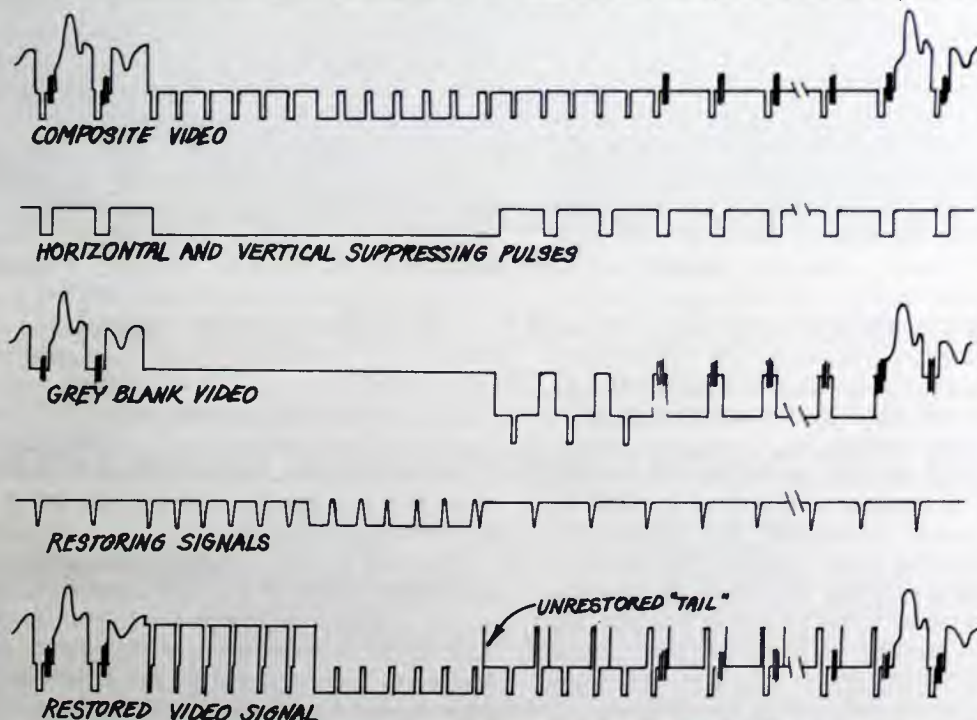 COMPOSITE VIDEO
HORIZONTAL AND VERTICAL SUPPRESSING PULSES
GREY BLANK VIDEO
RESTORING SIGNALS
UNRESTORED "TAIL"
RESTORED VIDEO SIGNAL